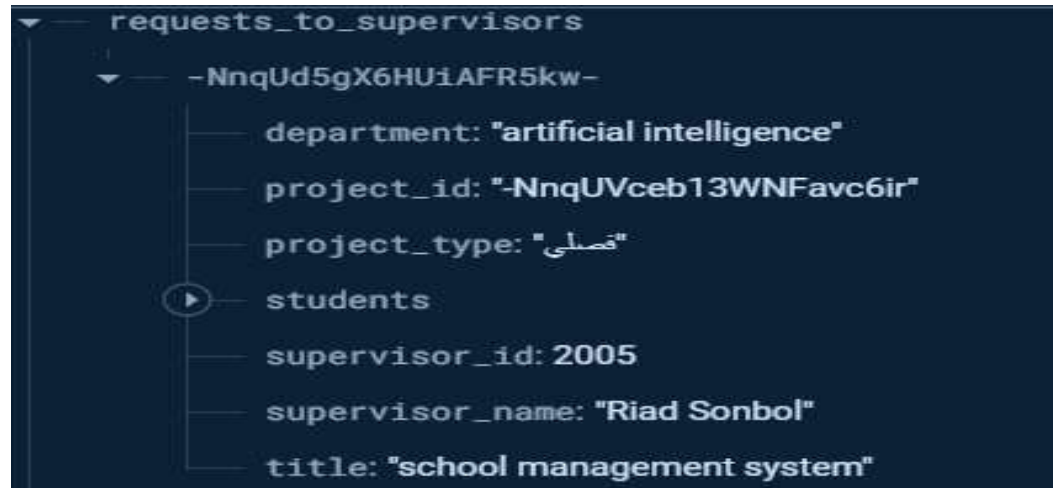 requests_to_supervisors
-NnqUd5gX6HUiAFR5kw-
department: "artificial intelligence"
project_id: "-NnqUVceb13WNFavc6ir"
project_type: "فصلي"
students
supervisor_id: 2005
supervisor_name: "Riad Sonbol"
title: "school management system"